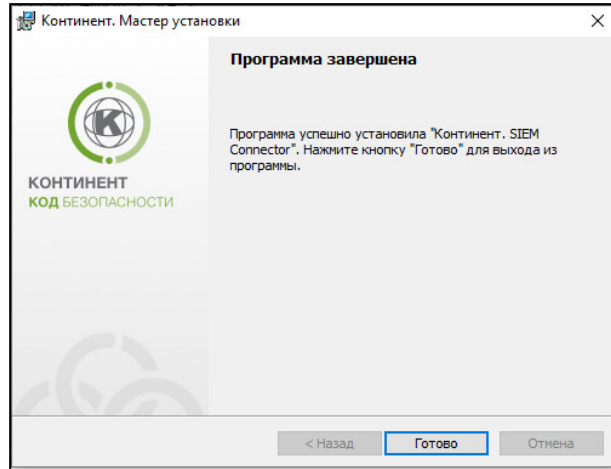 Континент. Мастер установки
Программа завершена
Программа успешно установила "Континент. SIEM
Connector". Нажмите кнопку "Готово" для выхода из
программы.
К
КОНТИНЕНТ
КОД БЕЗОПАСНОСТИ
< Назад
Готово
Отмена